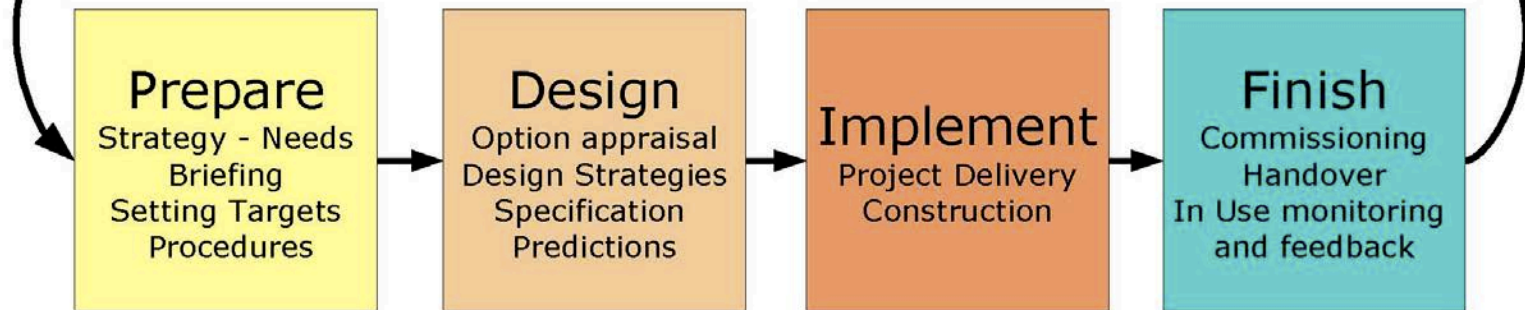 Prepare
Strategy - Needs
Briefing
Setting Targets
Procedures
Design
Option appraisal
Design Strategies
Specification
Predictions
Implement
Project Delivery
Construction
Finish
Commissioning
Handover
In Use monitoring
and feedback